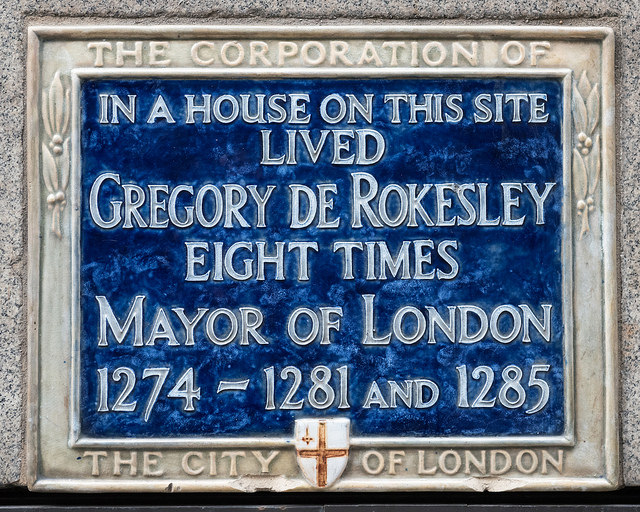 THE CORPORATION OF
IN A HOUSE ON THIS SITE
LIVED
GREGORY DE ROKESLEY
EIGHT TIMES
MAYOR OF LONDON
1274 – 1281 AND 1285
THE CITY OF LONDON